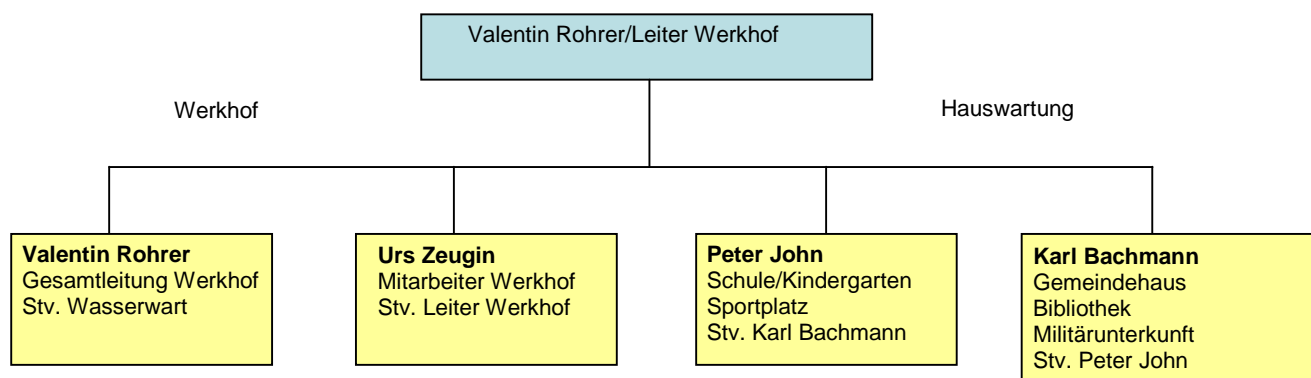 Valentin Rohrer/Leiter Werkhof
Werkhof
Hauswartung
Valentin Rohrer
Gesamtleitung Werkhof
Stv. Wasserwart
Urs Zeugin
Mitarbeiter Werkhof
Stv. Leiter Werkhof
Peter John
Schule/Kindergarten
Sportplatz
Stv. Karl Bachmann
Karl Bachmann
Gemeindehaus
Bibliothek
Militärunterkunft
Stv. Peter John